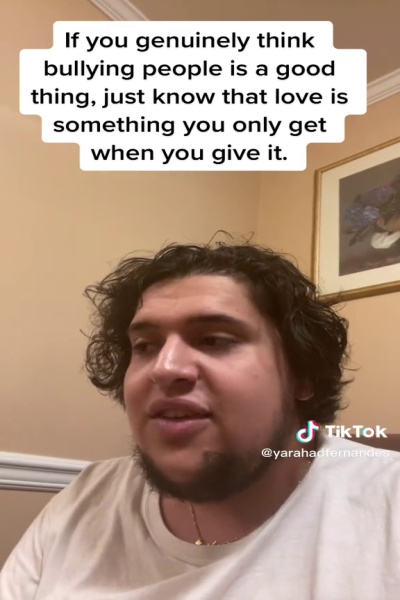 If you genuinely think
bullying people is a good
thing, just know that love is
something you only get
when you give it.
TikTok
@yarahadfernandes